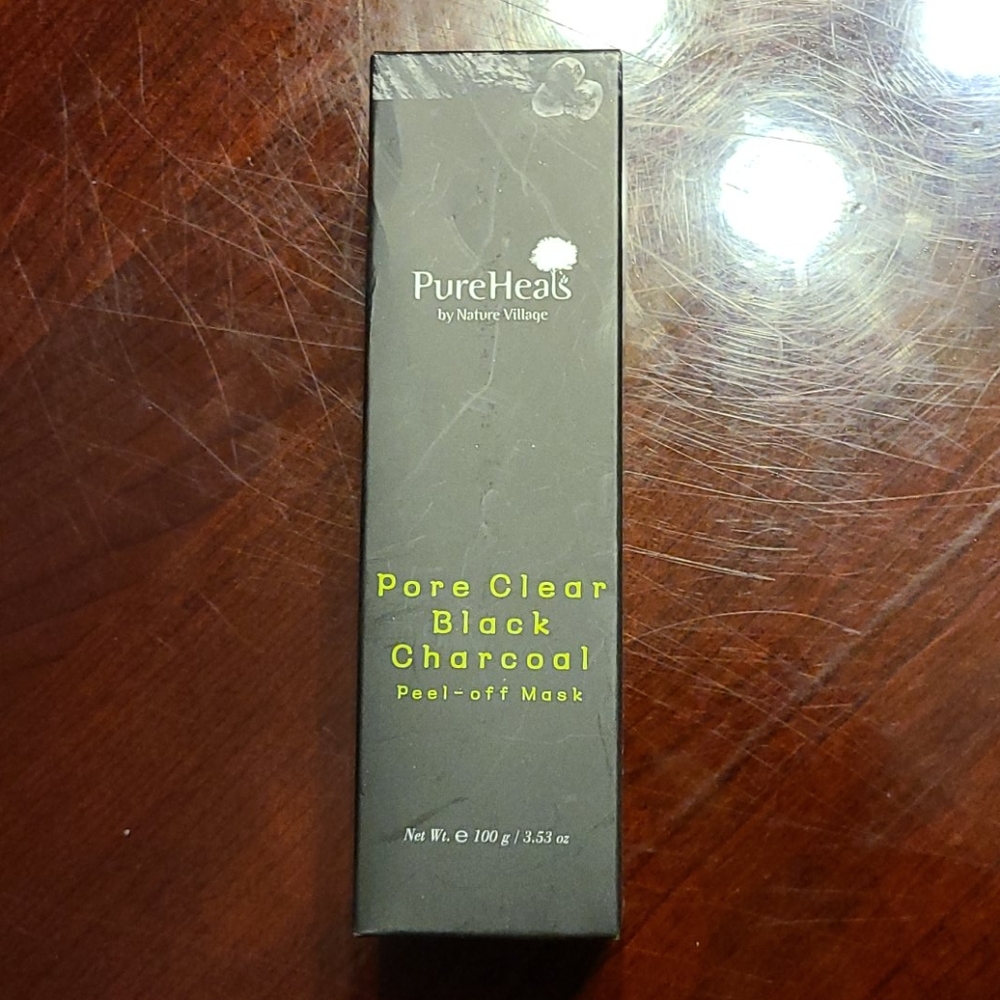 PureHeals
by Nature Village
Pore Clear
Black
Charcoal
Peel-off Mask
Net Wt. ℮ 100 g / 3.53 oz